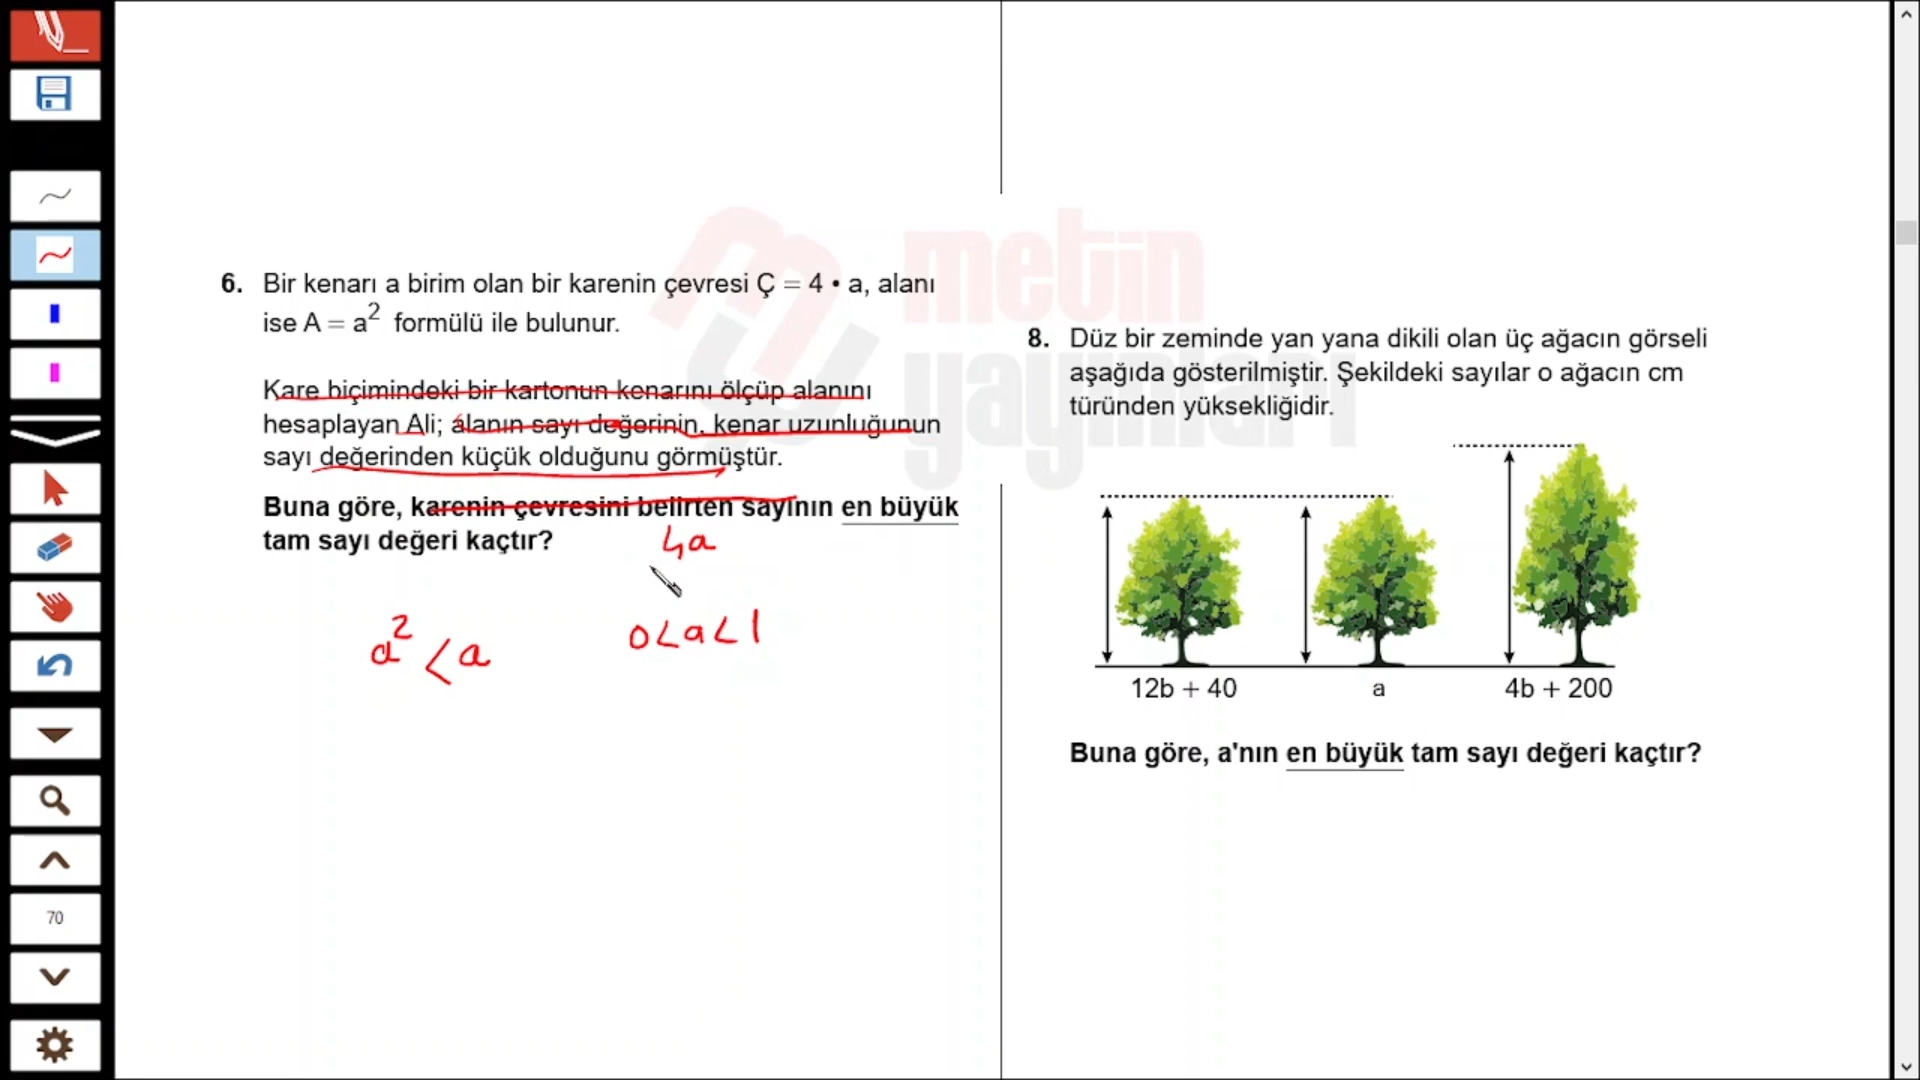 metin
yayınları
6. Bir kenarı a birim olan bir karenin çevresi Ç = 4 • a, alanı
ise A = a² formülü ile bulunur.
Kare biçimindeki bir kartonun kenarını ölçüp alanını
hesaplayan Ali; alanın sayı değerinin, kenar uzunluğunun
sayı değerinden küçük olduğunu görmüştür.
Buna göre, karenin çevresini belirten sayının en büyük
tam sayı değeri kaçtır?
4a
a² < a
0<a<1
8. Düz bir zeminde yan yana dikili olan üç ağacın görseli
aşağıda gösterilmiştir. Şekildeki sayılar o ağacın cm
türünden yüksekliğidir.
12b + 40
a
4b + 200
Buna göre, a'nın en büyük tam sayı değeri kaçtır?
70